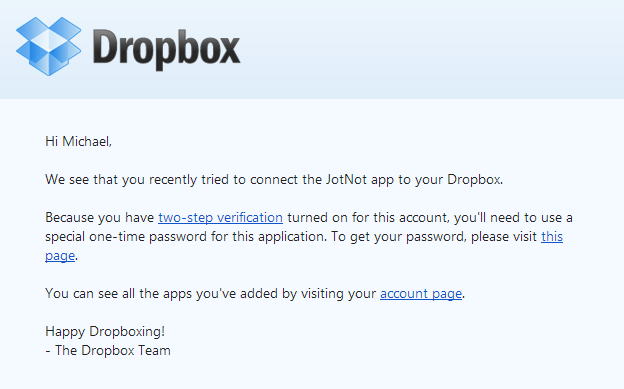 Dropbox
Hi Michael,
We see that you recently tried to connect the JotNot app to your Dropbox.
Because you have two-step verification turned on for this account, you'll need to use a
special one-time password for this application. To get your password, please visit this
page.
You can see all the apps you've added by visiting your account page.
Happy Dropboxing!
- The Dropbox Team